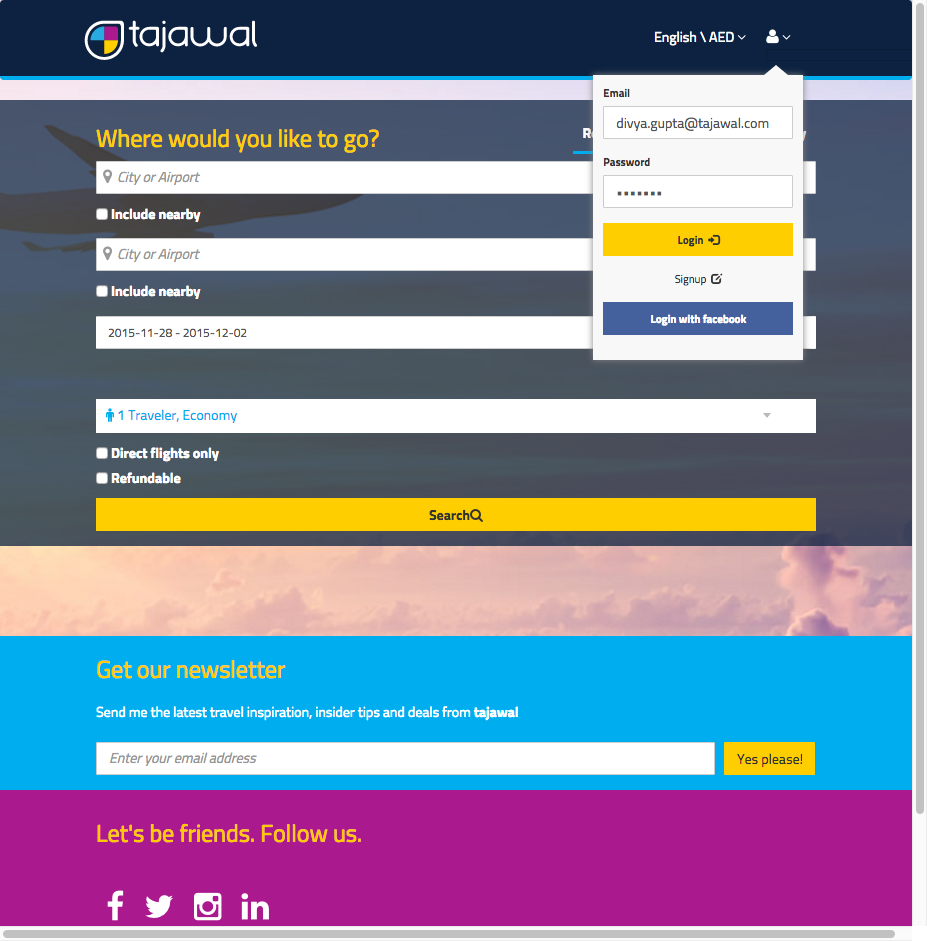 tajawal
English \ AED
Email
divya.gupta@tajawal.com
Password
•••••••
Login
Signup
Login with facebook
Where would you like to go?
City or Airport
Include nearby
City or Airport
Include nearby
2015-11-28 - 2015-12-02
1 Traveler, Economy
Direct flights only
Refundable
Search
Get our newsletter
Send me the latest travel inspiration, insider tips and deals from tajawal
Enter your email address
Yes please!
Let's be friends. Follow us.